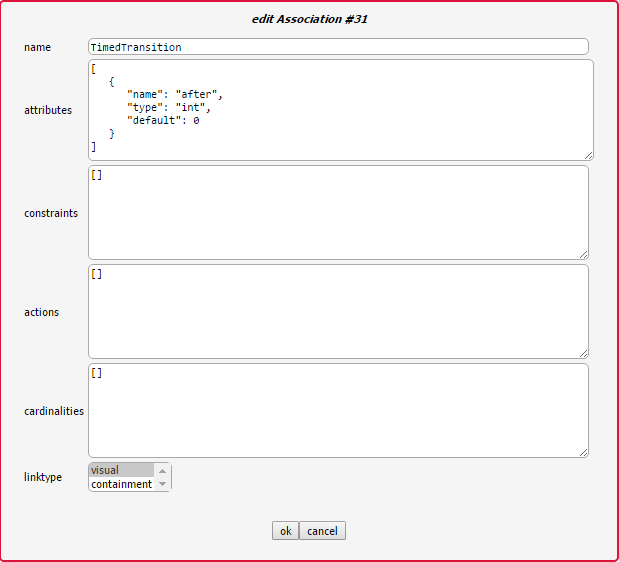 edit Association #31
name
TimedTransition
attributes
[
{
"name": "after",
"type": "int",
"default": 0
}
]
constraints
[]
actions
[]
cardinalities
[]
linktype
visual
containment
ok
cancel